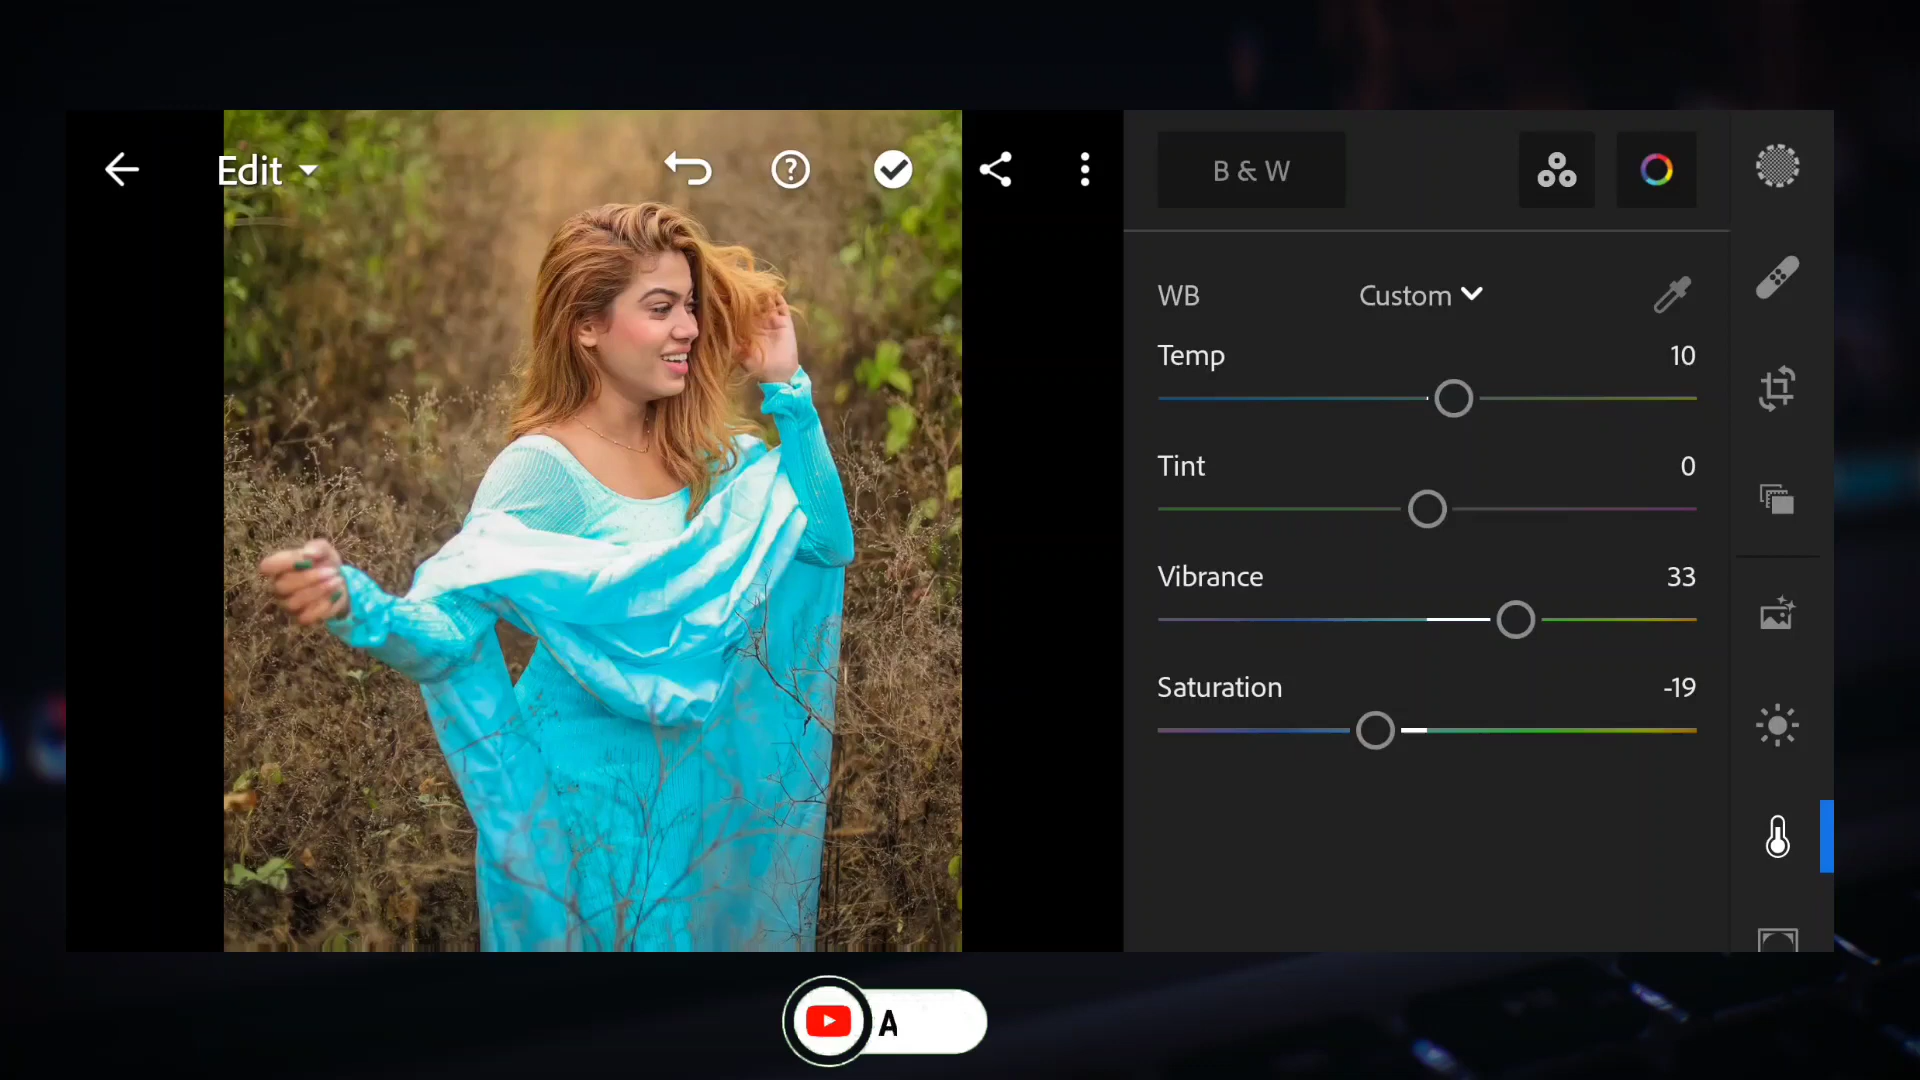 Edit
B & W
WB Custom
Temp 10
Tint 0
Vibrance 33
Saturation -19
A